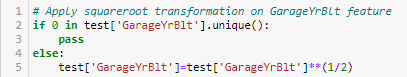 1 # Apply squareroot transformation on GarageYrBlt feature
2 if 0 in test['GarageYrBlt'].unique():
3     pass
4 else:
5     test['GarageYrBlt']=test['GarageYrBlt']**(1/2)